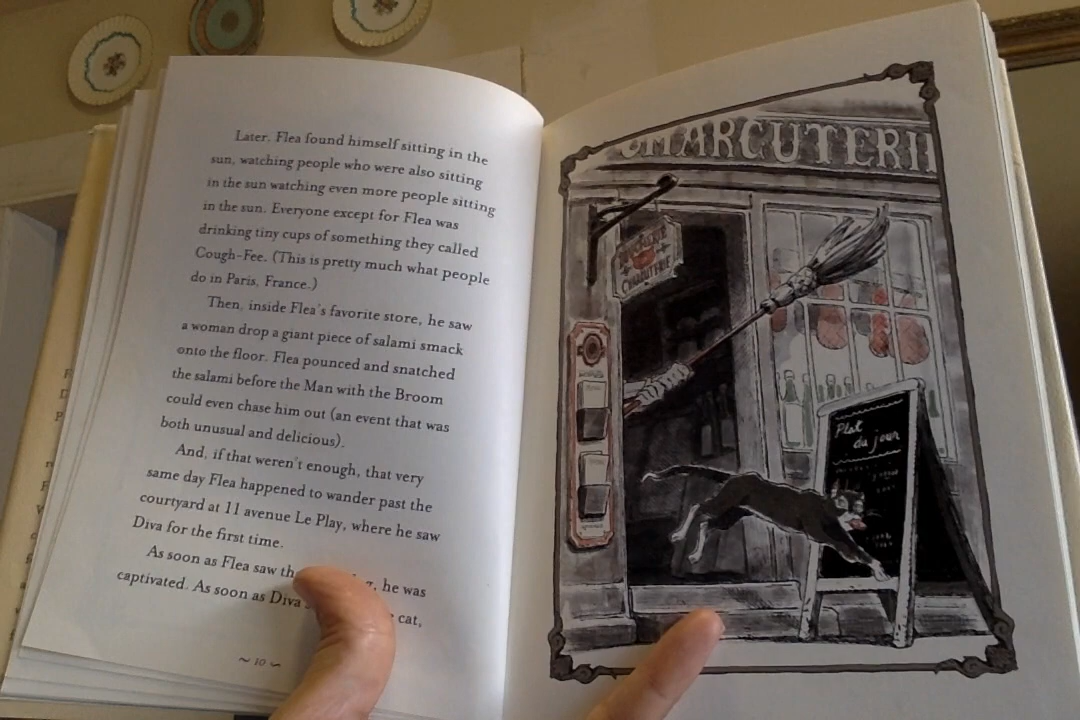 Later, Flea found himself sitting in the
sun, watching people who were also sitting
in the sun watching even more people sitting
in the sun. Everyone except for Flea was
drinking tiny cups of something they called
Cough-Fee. (This is pretty much what people
do in Paris, France.)
Then, inside Flea's favorite store, he saw
a woman drop a giant piece of salami smack
onto the floor. Flea pounced and snatched
the salami before the Man with the Broom
could even chase him out (an event that was
both unusual and delicious).
And, if that weren't enough, that very
same day Flea happened to wander past the
courtyard at 11 avenue Le Play, where he saw
Diva for the first time.
As soon as Flea saw he was
captivated. As soon as Diva cat,
~ 10 ~
CHARCUTERI
CHARCUTERIE
Plat
du jour